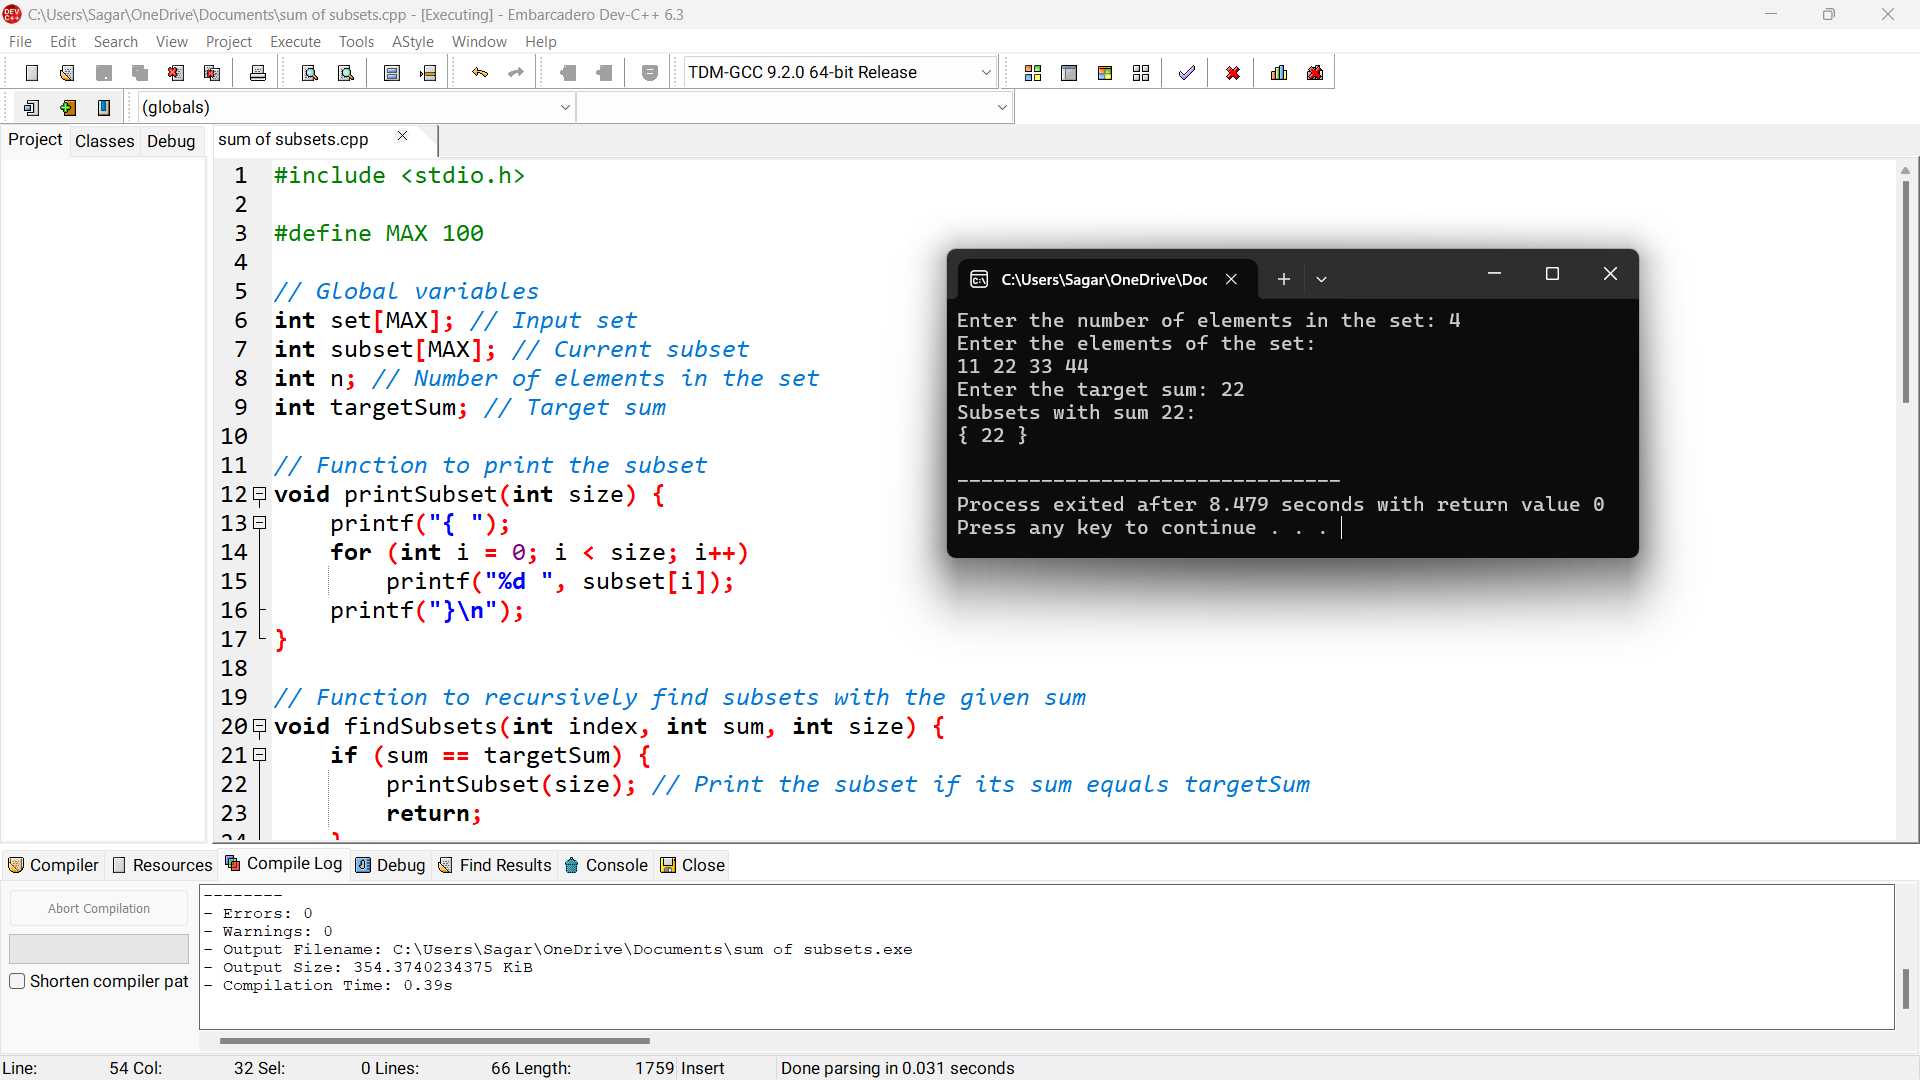 C:\Users\Sagar\OneDrive\Documents\sum of subsets.cpp - [Executing] - Embarcadero Dev-C++ 6.3
File Edit Search View Project Execute Tools AStyle Window Help
TDM-GCC 9.2.0 64-bit Release
(globals)
Project Classes Debug
sum of subsets.cpp
1 #include <stdio.h>
2
3 #define MAX 100
4
5 // Global variables
6 int set[MAX]; // Input set
7 int subset[MAX]; // Current subset
8 int n; // Number of elements in the set
9 int targetSum; // Target sum
10
11 // Function to print the subset
12 void printSubset(int size) {
13 printf("{ ");
14 for (int i = 0; i < size; i++)
15 printf("%d ", subset[i]);
16 printf("}\n");
17 }
18
19 // Function to recursively find subsets with the given sum
20 void findSubsets(int index, int sum, int size) {
21 if (sum == targetSum) {
22 printSubset(size); // Print the subset if its sum equals targetSum
23 return;
24 }
C:\Users\Sagar\OneDrive\Doc
Enter the number of elements in the set: 4
Enter the elements of the set:
11 22 33 44
Enter the target sum: 22
Subsets with sum 22:
{ 22 }
--------------------------------
Process exited after 8.479 seconds with return value 0
Press any key to continue . . .
Compiler Resources Compile Log Debug Find Results Console Close
Abort Compilation
Shorten compiler pat
--------
- Errors: 0
- Warnings: 0
- Output Filename: C:\Users\Sagar\OneDrive\Documents\sum of subsets.exe
- Output Size: 354.3740234375 KiB
- Compilation Time: 0.39s
Line: 54 Col: 32 Sel: 0 Lines: 66 Length: 1759 Insert Done parsing in 0.031 seconds